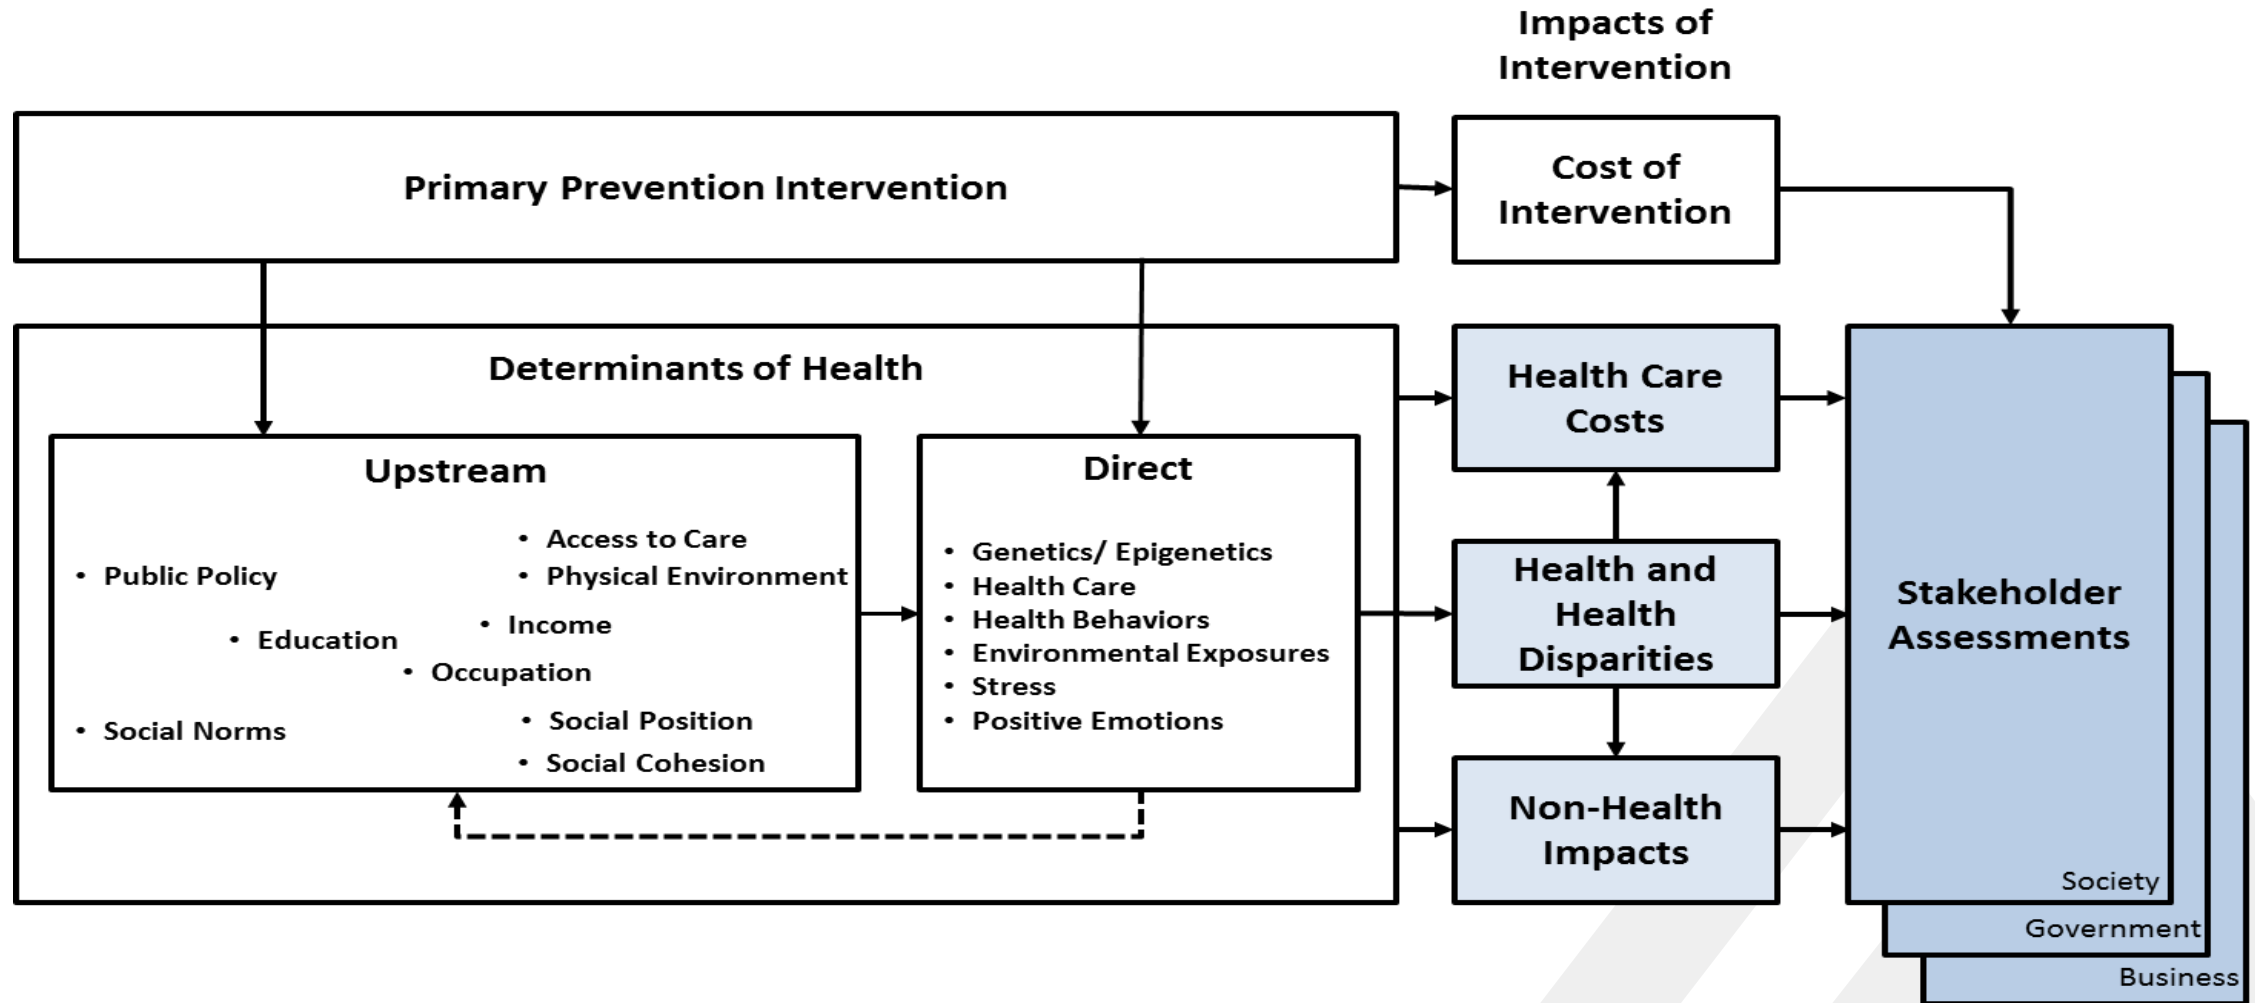 Impacts of
Intervention
Primary Prevention Intervention
Cost of
Intervention
Determinants of Health
Upstream
• Public Policy
• Education
• Social Norms
• Access to Care
• Physical Environment
• Income
• Occupation
• Social Position
• Social Cohesion
Direct
• Genetics/ Epigenetics
• Health Care
• Health Behaviors
• Environmental Exposures
• Stress
• Positive Emotions
Health Care
Costs
Health and
Health
Disparities
Non-Health
Impacts
Stakeholder
Assessments
Society
Government
Business